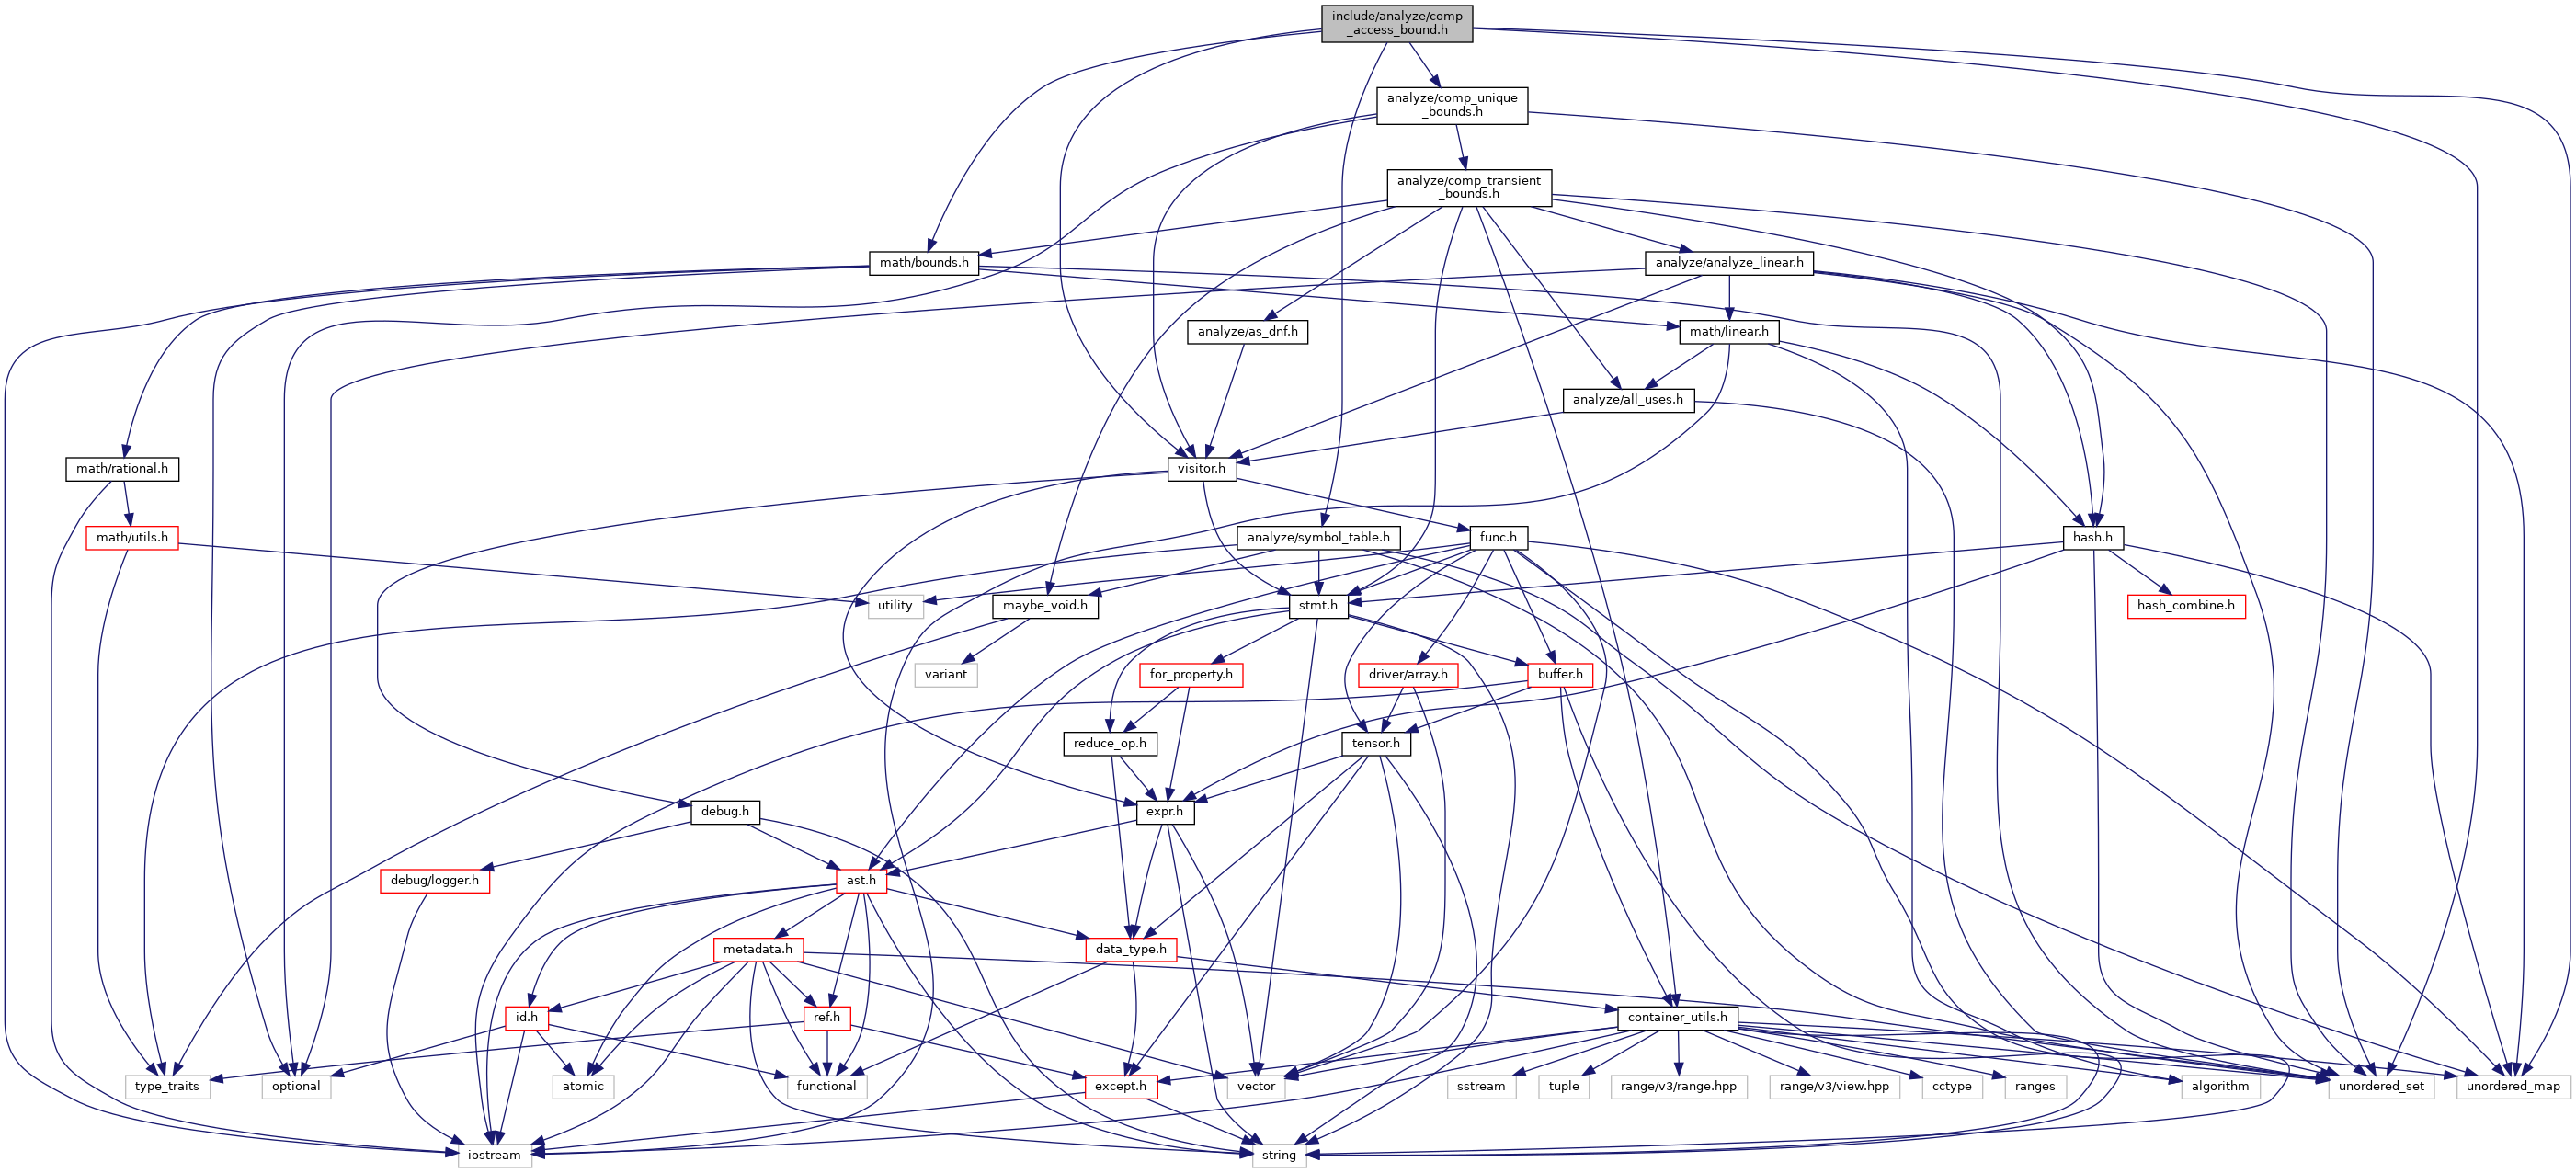 include/analyze/comp
_access_bound.h
analyze/comp_unique
_bounds.h
analyze/comp_transient
_bounds.h
math/bounds.h
analyze/analyze_linear.h
analyze/as_dnf.h
math/linear.h
analyze/all_uses.h
math/rational.h
visitor.h
math/utils.h
analyze/symbol_table.h
func.h
hash.h
utility
maybe_void.h
stmt.h
hash_combine.h
variant
for_property.h
driver/array.h
buffer.h
reduce_op.h
tensor.h
debug.h
expr.h
debug/logger.h
ast.h
metadata.h
data_type.h
id.h
ref.h
container_utils.h
type_traits
optional
atomic
functional
except.h
vector
sstream
tuple
range/v3/range.hpp
range/v3/view.hpp
cctype
ranges
algorithm
unordered_set
unordered_map
iostream
string